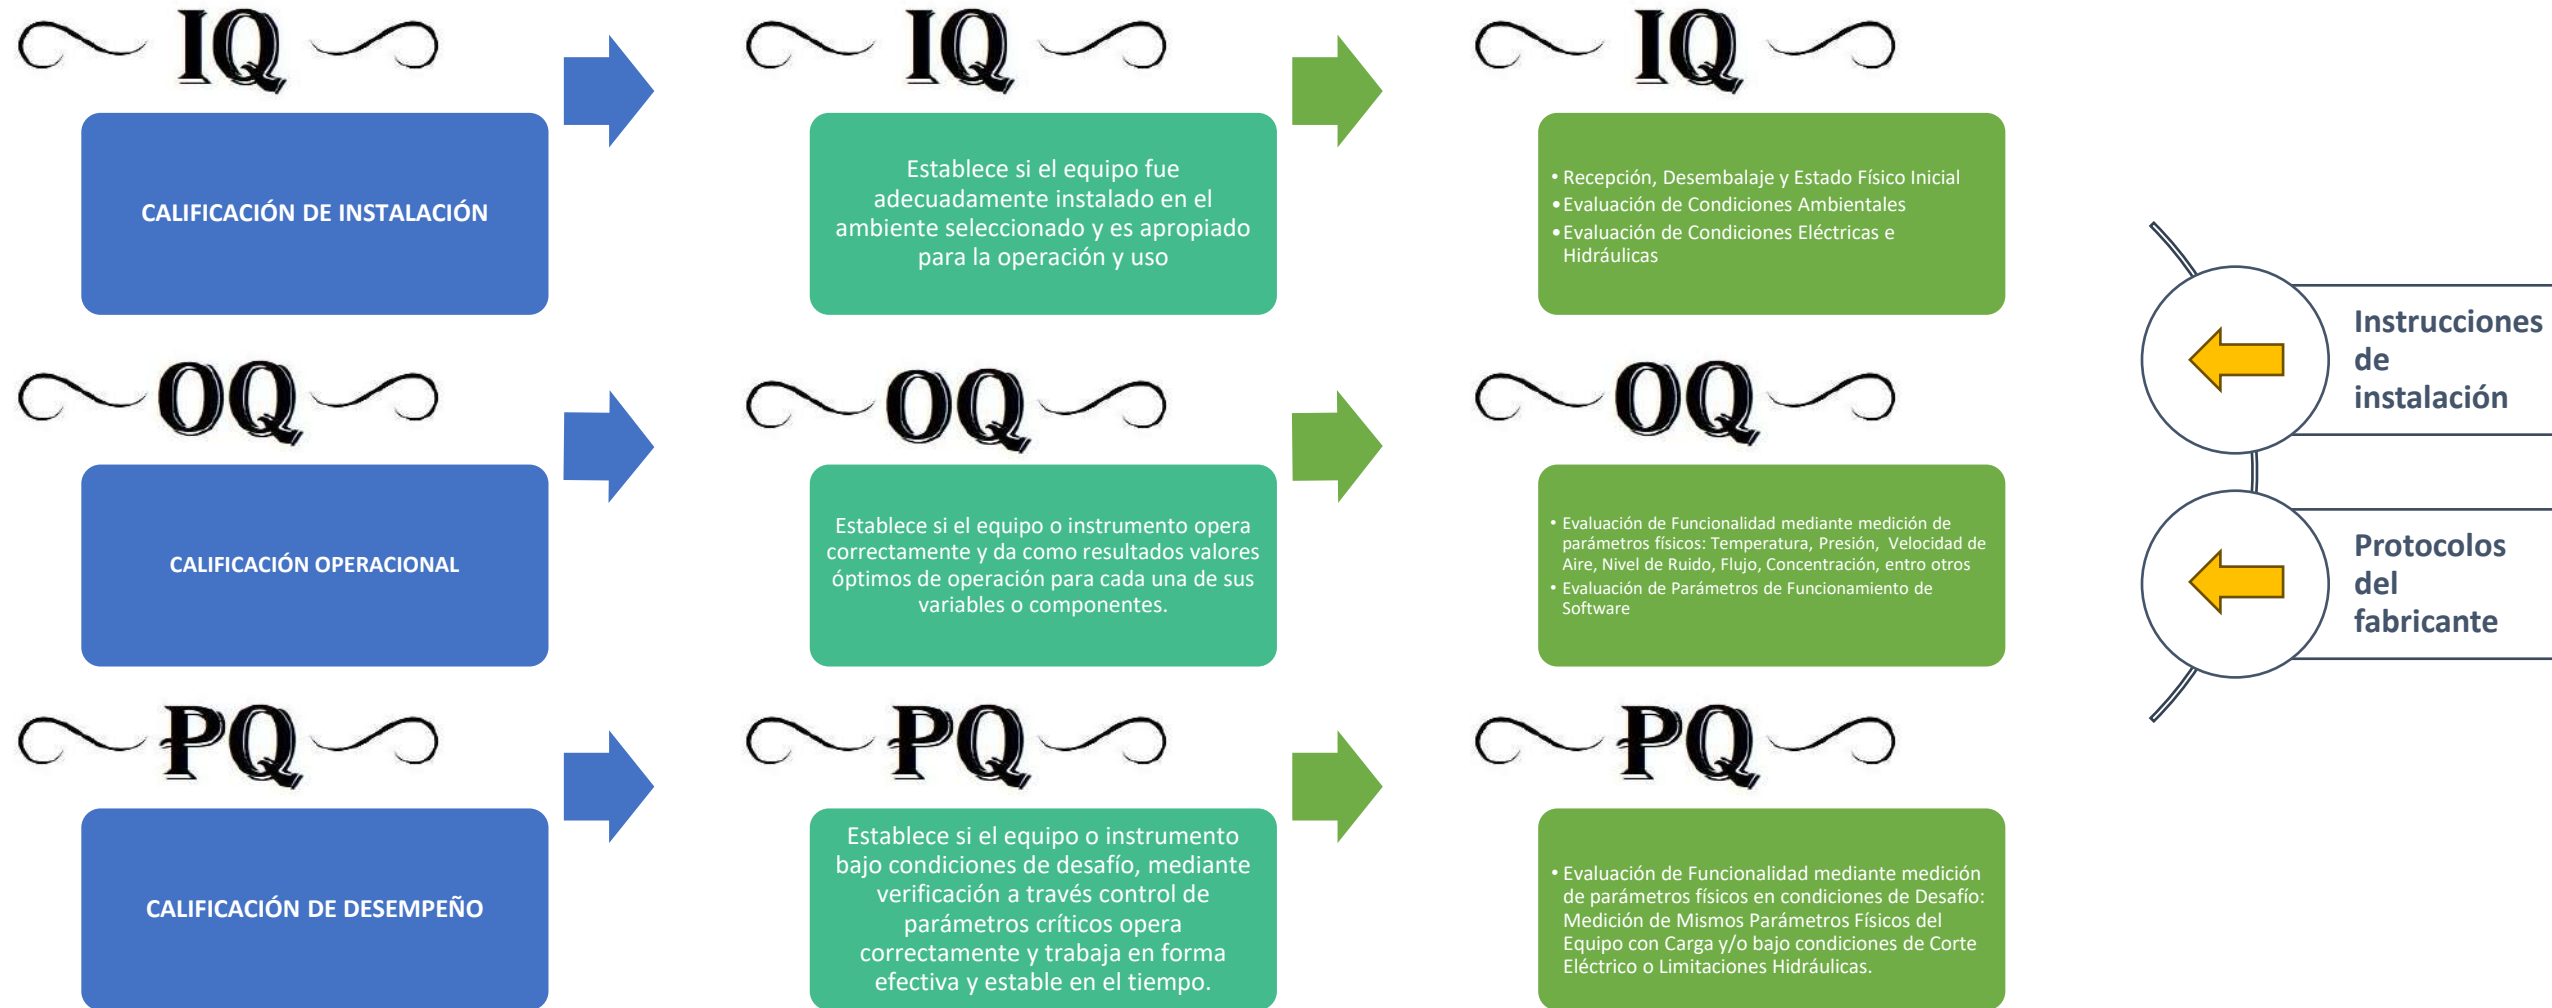 IQ
CALIFICACIÓN DE INSTALACIÓN
IQ
Establece si el equipo fue
adecuadamente instalado en el
ambiente seleccionado y es apropiado
para la operación y uso
IQ
• Recepción, Desembalaje y Estado Físico Inicial
• Evaluación de Condiciones Ambientales
• Evaluación de Condiciones Eléctricas e
Hidráulicas
OQ
CALIFICACIÓN OPERACIONAL
OQ
Establece si el equipo o instrumento opera
correctamente y da como resultados valores
óptimos de operación para cada una de sus
variables o componentes.
OQ
• Evaluación de Funcionalidad mediante medición de
parámetros físicos: Temperatura, Presión, Velocidad de
Aire, Nivel de Ruido, Flujo, Concentración, entro otros
• Evaluación de Parámetros de Funcionamiento de
Software
PQ
CALIFICACIÓN DE DESEMPEÑO
PQ
Establece si el equipo o instrumento
bajo condiciones de desafío, mediante
verificación a través control de
parámetros críticos opera
correctamente y trabaja en forma
efectiva y estable en el tiempo.
PQ
• Evaluación de Funcionalidad mediante medición
de parámetros físicos en condiciones de Desafío:
Medición de Mismos Parámetros Físicos del
Equipo con Carga y/o bajo condiciones de Corte
Eléctrico o Limitaciones Hidráulicas.
Instrucciones
de
instalación
Protocolos
del
fabricante